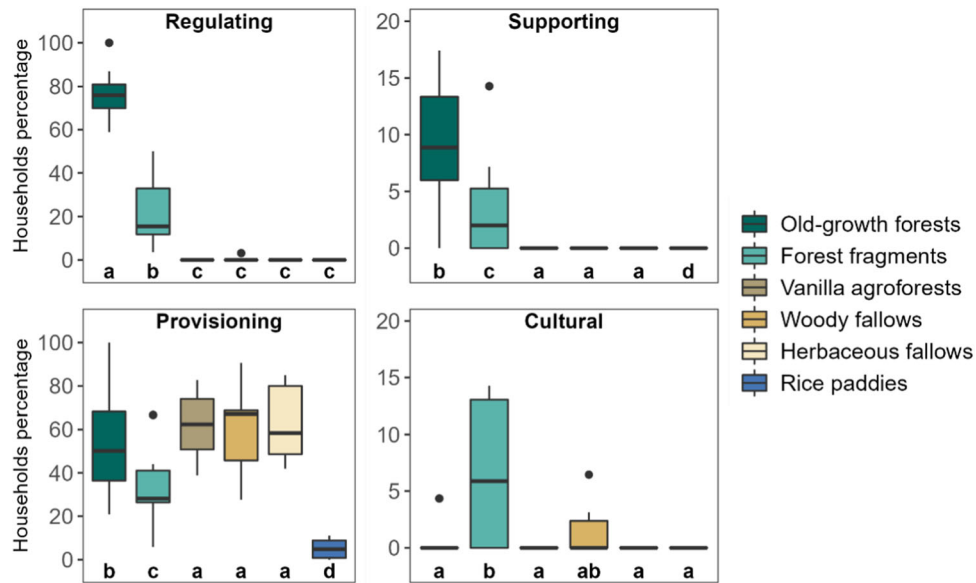 Regulating
Supporting
Households percentage
100
80
60
40
20
0
a b c c c c
20
15
10
5
0
b c a a a d
Provisioning
Cultural
Households percentage
100
80
60
40
20
0
b c a a a d
20
15
10
5
0
a b a ab a a
Old-growth forests
Forest fragments
Vanilla agroforests
Woody fallows
Herbaceous fallows
Rice paddies